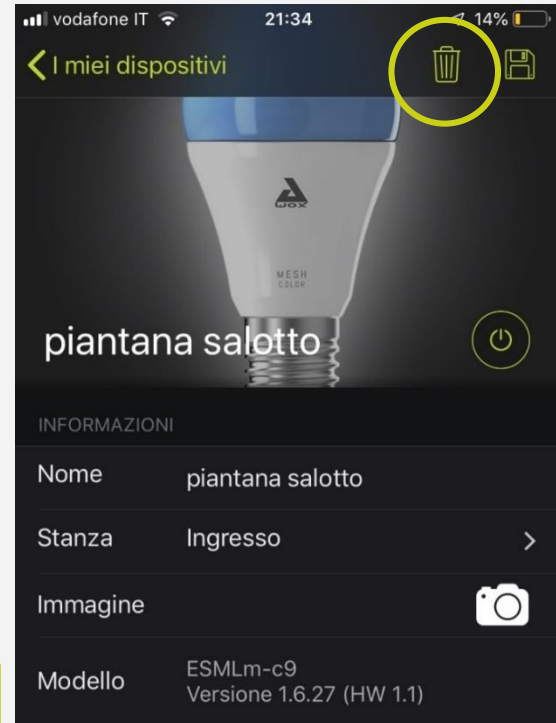 vodafone IT 21:34 14%
I miei dispositivi
AWOX
MESH
COLOR
piantana salotto
INFORMAZIONI
Nome piantana salotto
Stanza Ingresso
Immagine
Modello ESMLm-c9
Versione 1.6.27 (HW 1.1)